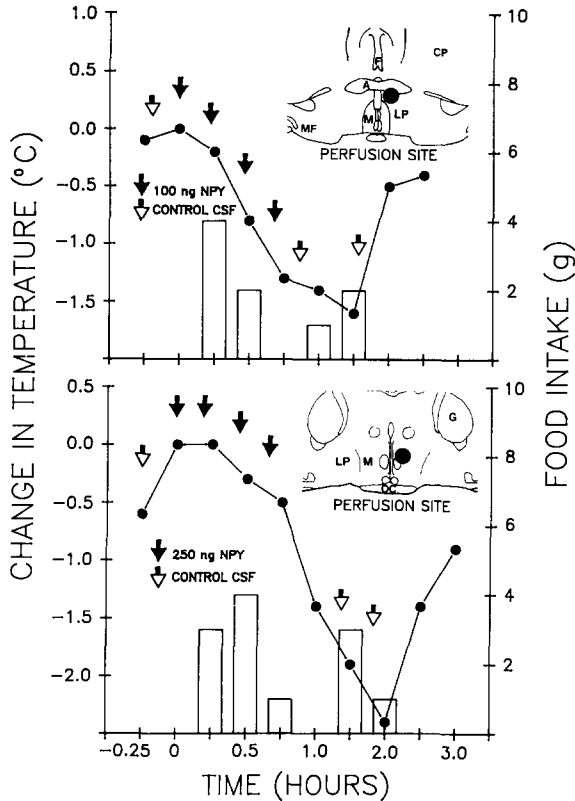 CHANGE IN TEMPERATURE (°C)
FOOD INTAKE (g)
1.0
0.5
0.0
−0.5
−1.0
−1.5
10
8
6
4
2
0
F
CP
A
LP
MF
M
PERFUSION SITE
100 ng NPY
CONTROL CSF
0.5
0.0
−0.5
−1.0
−1.5
−2.0
10
8
6
4
2
0
G
LP
M
PERFUSION SITE
250 ng NPY
CONTROL CSF
−0.25
0
0.5
1.0
2.0
3.0
TIME (HOURS)